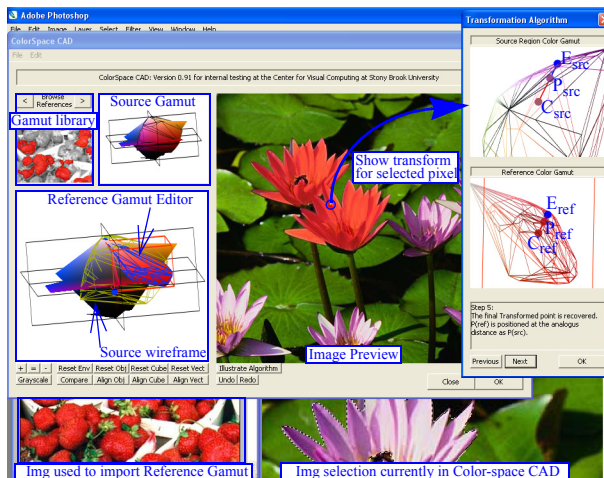 Adobe Photoshop
File Edit Image Layer Select Filter View Window Help
ColorSpace CAD
File Edit
ColorSpace CAD: Version 0.91 for internal testing at the Center for Visual Computing at Stony Brook University
< Browse References >
Gamut library
Source Gamut
Reference Gamut Editor
Source wireframe
Show transform
for selected pixel
Image Preview
+ = - Reset Env Reset Obj Reset Cube Reset Vect
Grayscale Compare Align Obj Align Cube Align Vect
Illustrate Algorithm
Undo Redo
Close OK
Transformation Algorithm
Source Region Color Gamut
Esrc
Psrc
Csrc
Reference Color Gamut
Eref
Pref
Cref
Step 5:
The final Transformed point is recovered.
P(ref) is positioned at the analogus
distance as P(src).
Previous Next OK
Img used to import Reference Gamut
Img selection currently in Color-space CAD